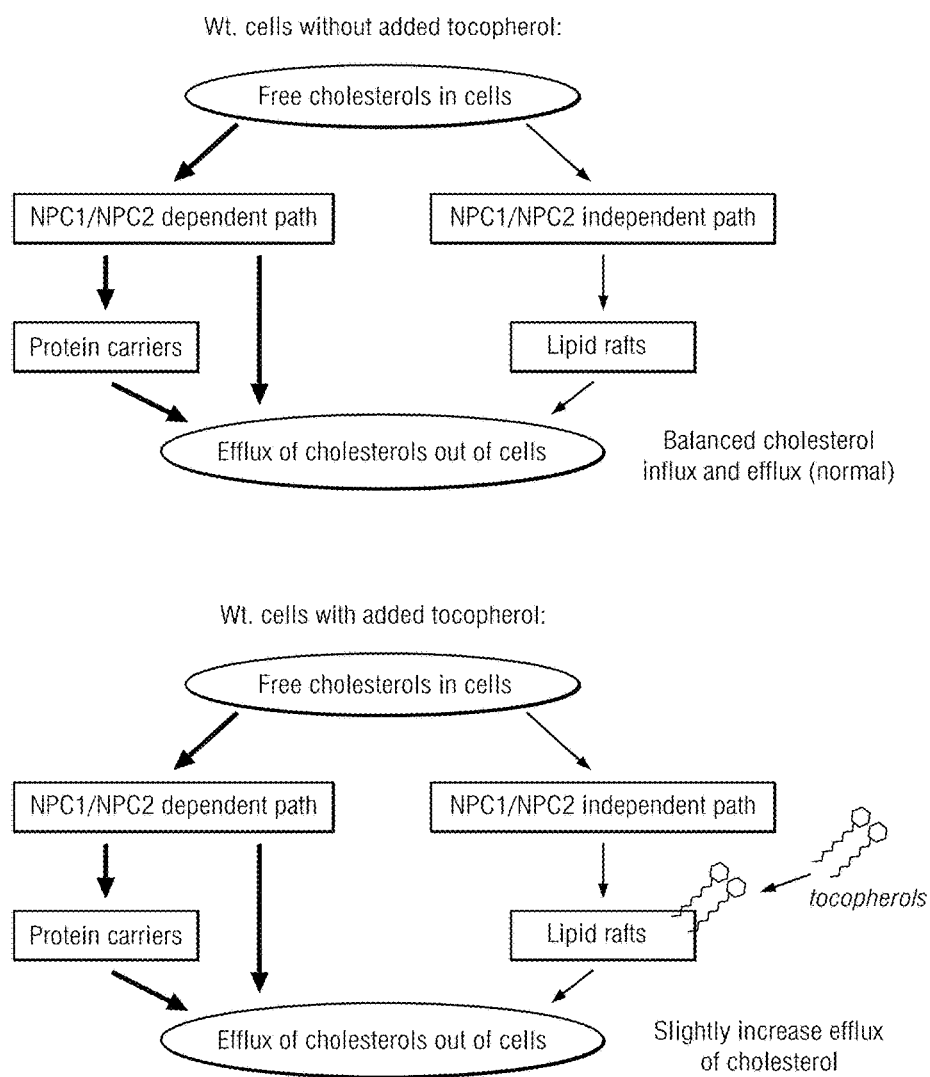 Wt. cells without added tocopherol:
Free cholesterols in cells
NPC1/NPC2 dependent path
NPC1/NPC2 independent path
Protein carriers
Lipid rafts
Efflux of cholesterols out of cells
Balanced cholesterol
influx and efflux (normal)
Wt. cells with added tocopherol:
Free cholesterols in cells
NPC1/NPC2 dependent path
NPC1/NPC2 independent path
tocopherols
Protein carriers
Lipid rafts
Efflux of cholesterols out of cells
Slightly increase efflux
of cholesterol